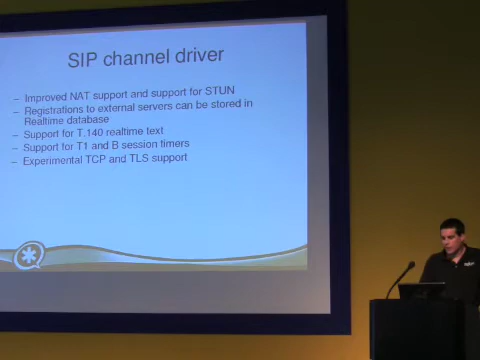 SIP channel driver
– Improved NAT support and support for STUN
– Registrations to external servers can be stored in
Realtime database
– Support for T.140 realtime text
– Support for T1 and B session timers
– Experimental TCP and TLS support